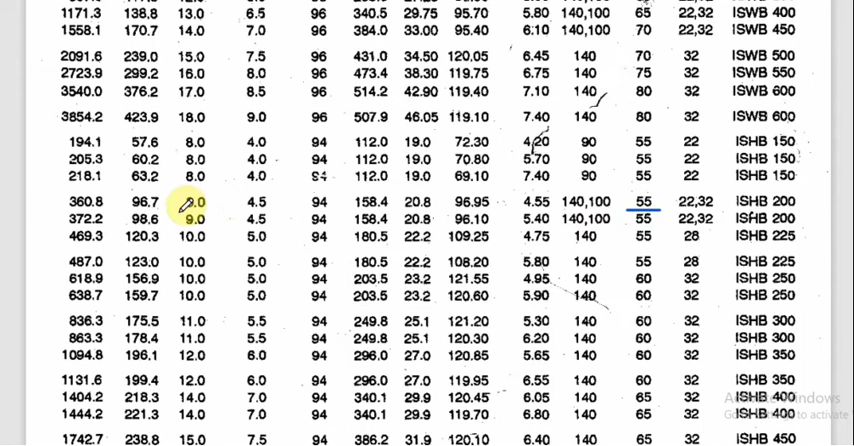 1171.3 138.8 13.0 6.5 96 340.5 29.75 95.70 5.80 140,100 65 22,32 ISWB 400
1558.1 170.7 14.0 7.0 96 384.0 33.00 95.40 6.10 140,100 70 22,32 ISWB 450
2091.6 239.0 15.0 7.5 96 431.0 34.50 120.05 6.45 140 70 32 ISWB 500
2723.9 299.2 16.0 8.0 96 473.4 38.30 119.75 6.75 140 75 32 ISWB 550
3540.0 376.2 17.0 8.5 96 514.2 42.90 119.40 7.10 140 80 32 ISWB 600
3854.2 423.9 18.0 9.0 96 507.9 46.05 119.10 7.40 140 80 32 ISWB 600
194.1 57.6 8.0 4.0 94 112.0 19.0 72.30 4.20 90 55 22 ISHB 150
205.3 60.2 8.0 4.0 94 112.0 19.0 70.80 5.70 90 55 22 ISHB 150
218.1 63.2 8.0 4.0 94 112.0 19.0 69.10 7.40 90 55 22 ISHB 150
360.8 96.7 9.0 4.5 94 158.4 20.8 96.95 4.55 140,100 55 22,32 ISHB 200
372.2 98.6 9.0 4.5 94 158.4 20.8 96.10 5.40 140,100 55 22,32 ISHB 200
469.3 120.3 10.0 5.0 94 180.5 22.2 109.25 4.75 140 55 28 ISHB 225
487.0 123.0 10.0 5.0 94 180.5 22.2 108.20 5.80 140 55 28 ISHB 225
618.9 156.9 10.0 5.0 94 203.5 23.2 121.55 4.95 140 60 32 ISHB 250
638.7 159.7 10.0 5.0 94 203.5 23.2 120.60 5.90 140 60 32 ISHB 250
836.3 175.5 11.0 5.5 94 249.8 25.1 121.20 5.30 140 60 32 ISHB 300
863.3 178.4 11.0 5.5 94 249.8 25.1 120.30 6.20 140 60 32 ISHB 300
1094.8 196.1 12.0 6.0 94 296.0 27.0 120.85 5.65 140 60 32 ISHB 350
1131.6 199.4 12.0 6.0 94 296.0 27.0 119.95 6.55 140 60 32 ISHB 350
1404.2 218.3 14.0 7.0 94 340.1 29.9 120.45 6.05 140 65 32 ISHB 400
1444.2 221.3 14.0 7.0 94 340.1 29.9 119.70 6.80 140 65 32 ISHB 400
1742.7 238.8 15.0 7.5 94 386.2 31.9 120.10 6.40 140 65 32 ISHB 450
Activate Windows
Go to to activate